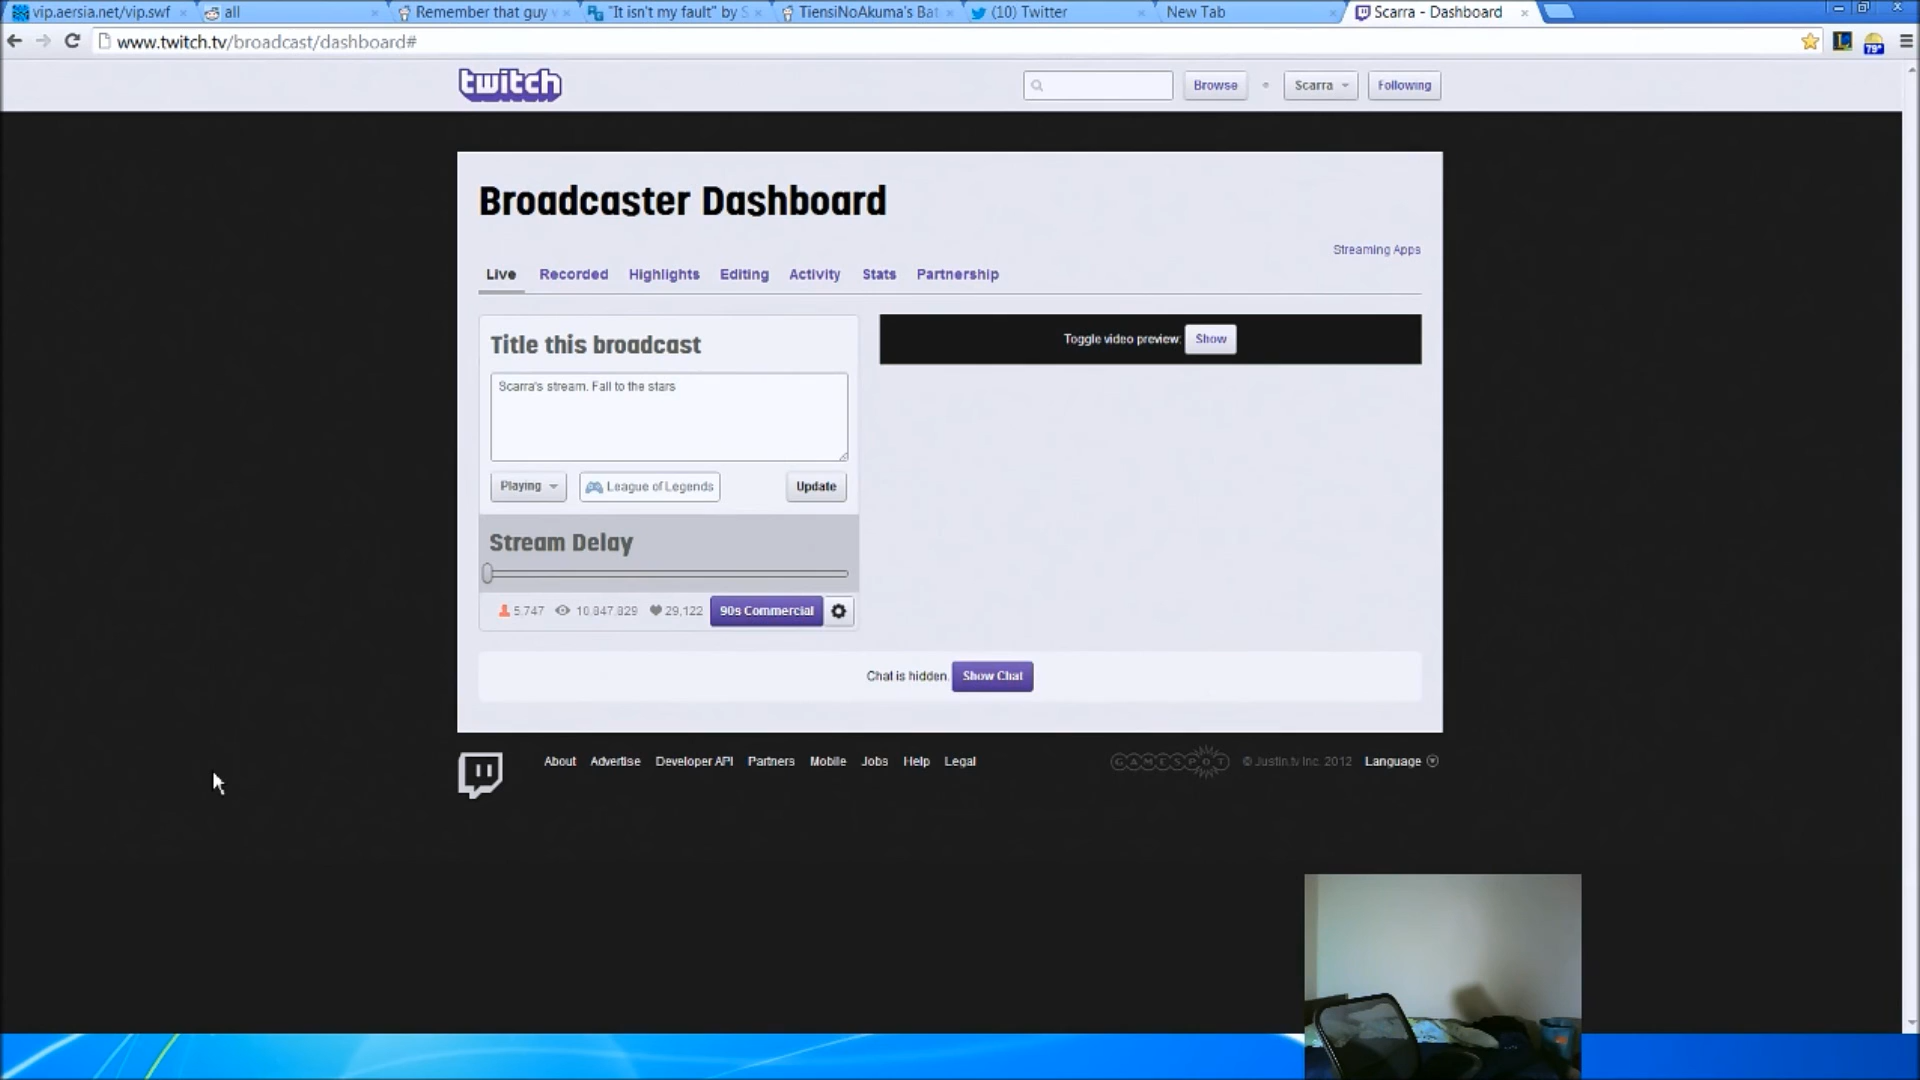 vip.aersia.net/vip.swf
all
Remember that guy
"It isn't my fault" by S
TiensiNoAkuma's Bat
(10) Twitter
New Tab
Scarra - Dashboard
www.twitch.tv/broadcast/dashboard#
79°
twitch
Browse
Scarra
Following
Broadcaster Dashboard
Streaming Apps
Live
Recorded
Highlights
Editing
Activity
Stats
Partnership
Title this broadcast
Toggle video preview:
Show
Scarra's stream. Fall to the stars
Playing
League of Legends
Update
Stream Delay
5,747
10,847,829
29,122
90s Commercial
Chat is hidden.
Show Chat
About
Advertise
Developer API
Partners
Mobile
Jobs
Help
Legal
GAMESPOT
© Justin.tv Inc. 2012
Language